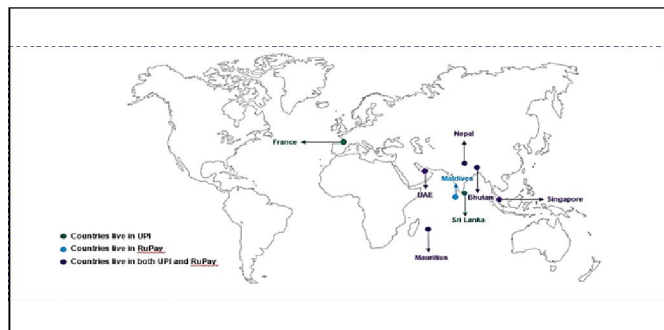 Nepal
France
Maldives
UAE
Bhutan
Singapore
Sri Lanka
Countries live in UPI
Countries live in RuPay
Countries live in both UPI and RuPay
Mauritius